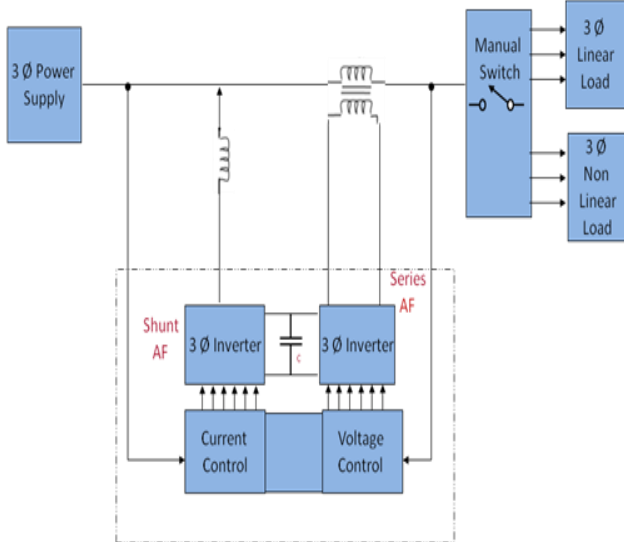 3 Ø Power
Supply
Manual
Switch
3 Ø
Linear
Load
3 Ø
Non
Linear
Load
Series
AF
Shunt
AF
3 Ø Inverter
C
3 Ø Inverter
Current
Control
Voltage
Control